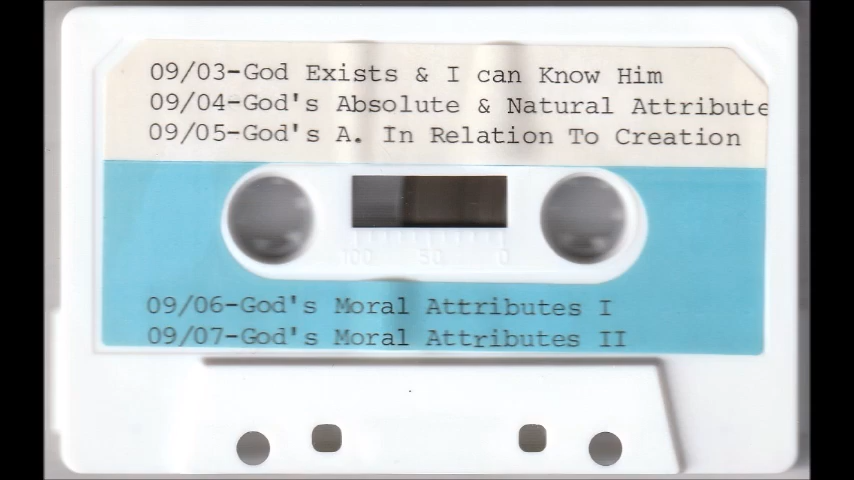 09/03-God Exists & I can Know Him
09/04-God's Absolute & Natural Attribute
09/05-God's A. In Relation To Creation
100 50 0
09/06-God's Moral Attributes I
09/07-God's Moral Attributes II